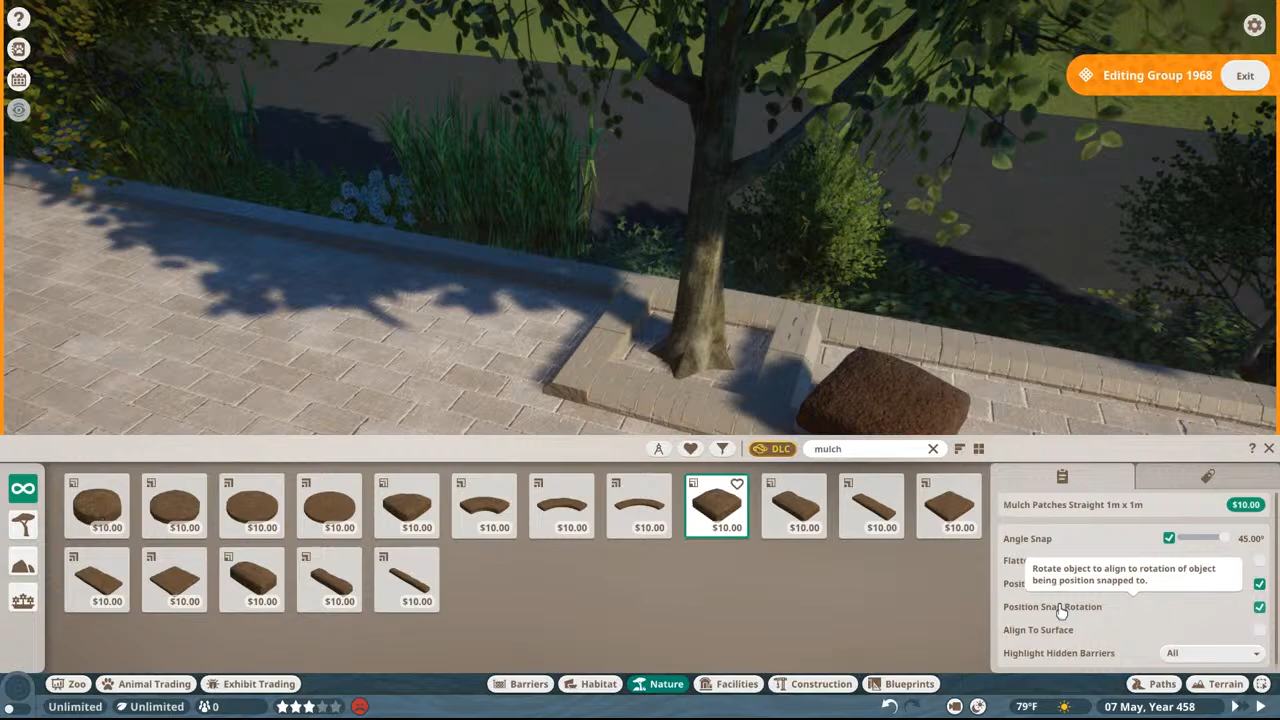 ?
Editing Group 1968 Exit
DLC mulch ?
$10.00 $10.00 $10.00 $10.00 $10.00 $10.00 $10.00 $10.00 $10.00 $10.00 $10.00 $10.00
$10.00 $10.00 $10.00 $10.00 $10.00
Mulch Patches Straight 1m x 1m $10.00
Angle Snap 45.00°
Rotate object to align to rotation of object
being position snapped to.
Position Snap Rotation
Align To Surface
Highlight Hidden Barriers All
Zoo Animal Trading Exhibit Trading Barriers Habitat Nature Facilities Construction Blueprints Paths Terrain
Unlimited Unlimited 0 79°F 07 May, Year 458